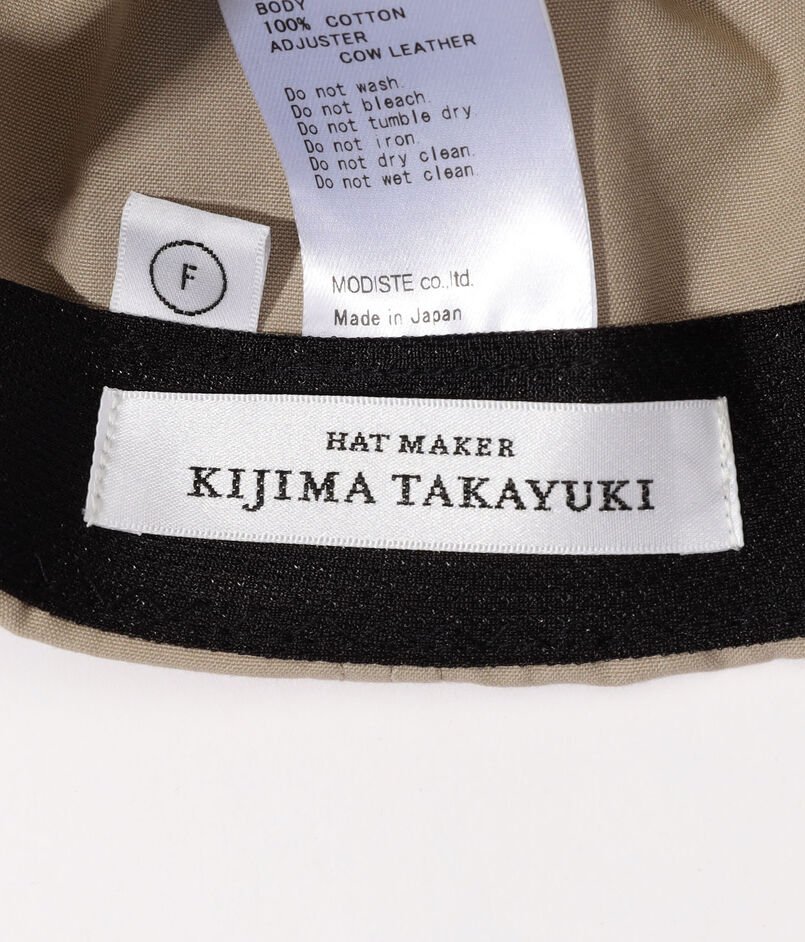 BODY
100% COTTON
ADJUSTER
COW LEATHER
Do not wash.
Do not bleach.
Do not tumble dry.
Do not iron.
Do not dry clean.
Do not wet clean.
F
MODISTE co.,ltd.
Made in Japan
HAT MAKER
KIJIMA TAKAYUKI